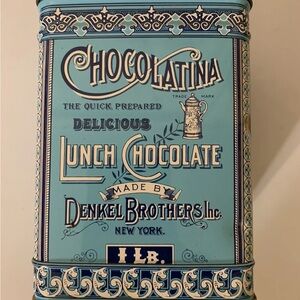 CHOCOLATINA
TRADE MARK
THE QUICK PREPARED
DELICIOUS
LUNCH CHOCOLATE
MADE BY
DENKEL BROTHERS Inc.
NEW YORK.
1 LB.